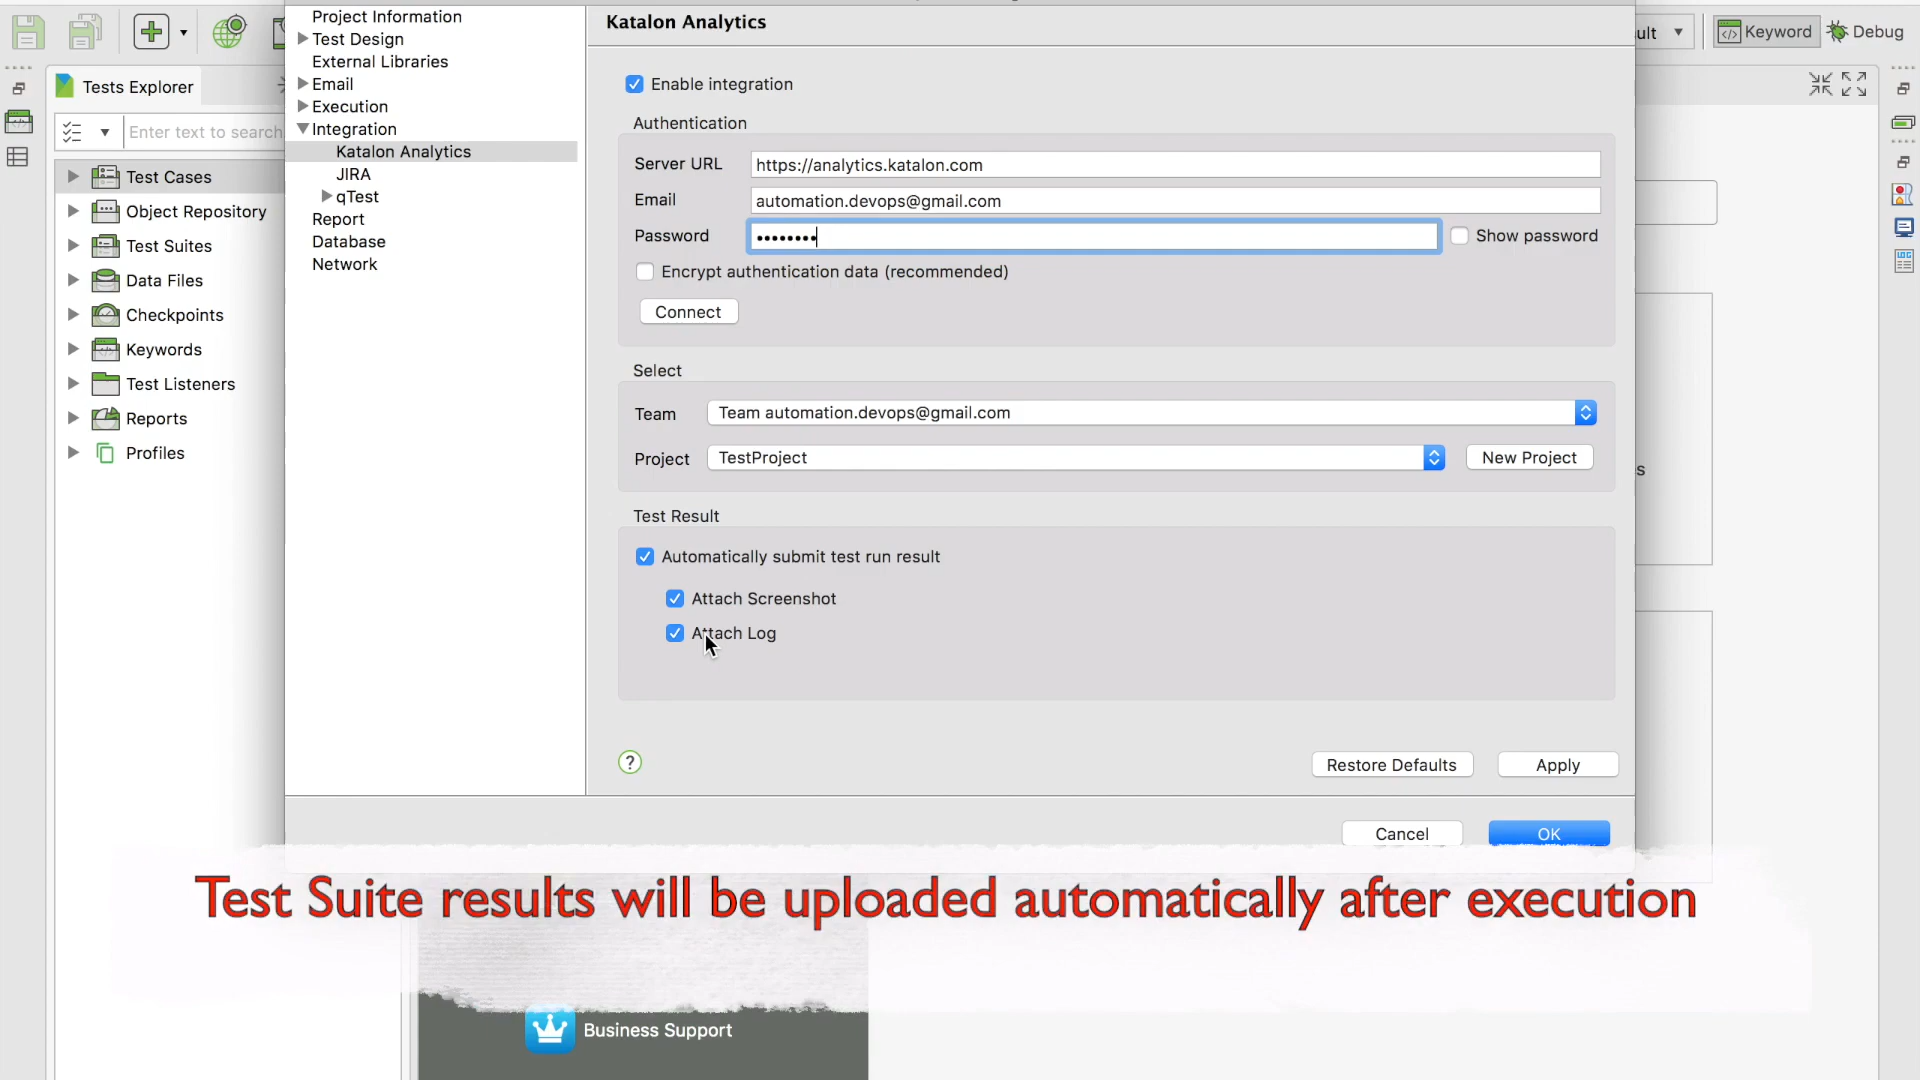 Project Information
Katalon Analytics
Test Design
External Libraries
Email
Execution
Integration
Katalon Analytics
JIRA
qTest
Report
Database
Network
ult
Keyword
Debug
Tests Explorer
Enter text to search
Test Cases
Object Repository
Test Suites
Data Files
Checkpoints
Keywords
Test Listeners
Reports
Profiles
Enable integration
Authentication
Server URL https://analytics.katalon.com
Email automation.devops@gmail.com
Password •••••••• Show password
Encrypt authentication data (recommended)
Connect
Select
Team Team automation.devops@gmail.com
Project TestProject New Project
s
Test Result
Automatically submit test run result
Attach Screenshot
Attach Log
? Restore Defaults Apply
Cancel OK
Test Suite results will be uploaded automatically after execution
Business Support